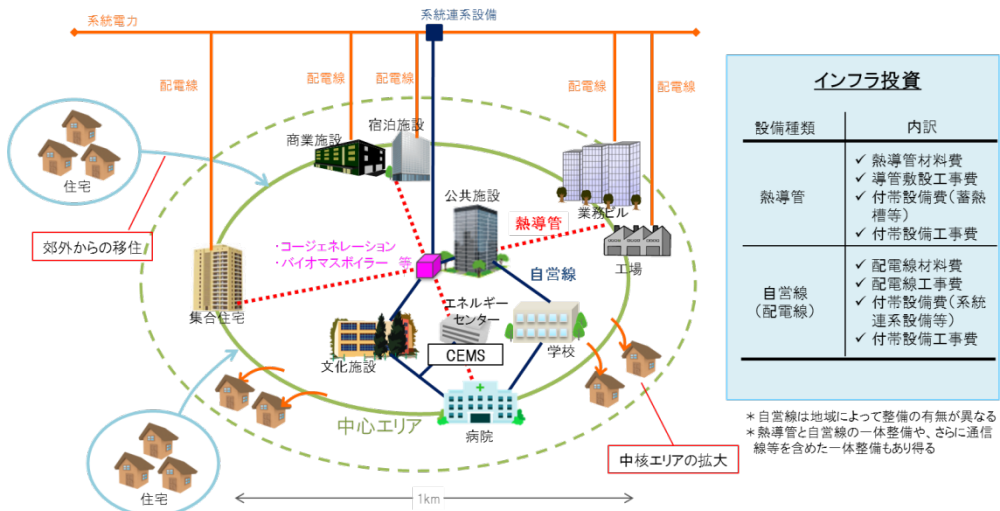 系統電力
系統連系設備
配電線
配電線
配電線
配電線
配電線
住宅
郊外からの移住
商業施設
宿泊施設
公共施設
業務ビル
熱導管
工場
・コージェネレーション
・バイオマスボイラー 等
自営線
集合住宅
エネルギー
センター
CEMS
文化施設
学校
病院
中心エリア
中核エリアの拡大
住宅
1km
インフラ投資
設備種類
内訳
熱導管
✓ 熱導管材料費
✓ 導管敷設工事費
✓ 付帯設備費(蓄熱
槽等)
✓ 付帯設備工事費
自営線
(配電線)
✓ 配電線材料費
✓ 配電線工事費
✓ 付帯設備費(系統
連系設備等)
✓ 付帯設備工事費
＊自営線は地域によって整備の有無が異なる
＊熱導管と自営線の一体整備や、さらに通信
線等を含めた一体整備もあり得る